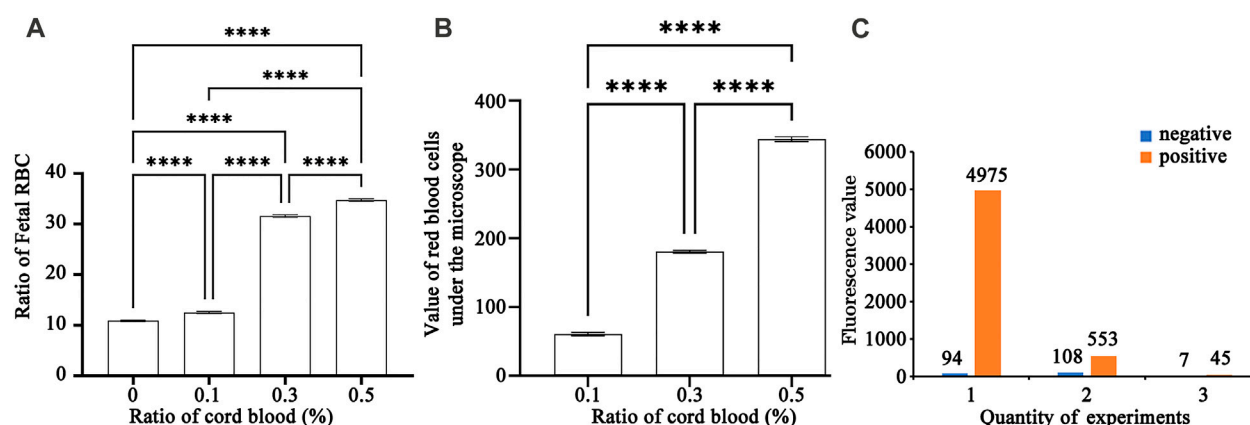 A
****
****
****
**** **** ****
Ratio of Fetal RBC
40
30
20
10
0
0 0.1 0.3 0.5
Ratio of cord blood (%)
B
****
**** ****
Value of red blood cells
under the microscope
400
300
200
100
0
0.1 0.3 0.5
Ratio of cord blood (%)
C
negative
positive
Fluorescence value
6000
5000
4000
3000
2000
1000
0
94 4975 108 553 7 45
1 2 3
Quantity of experiments